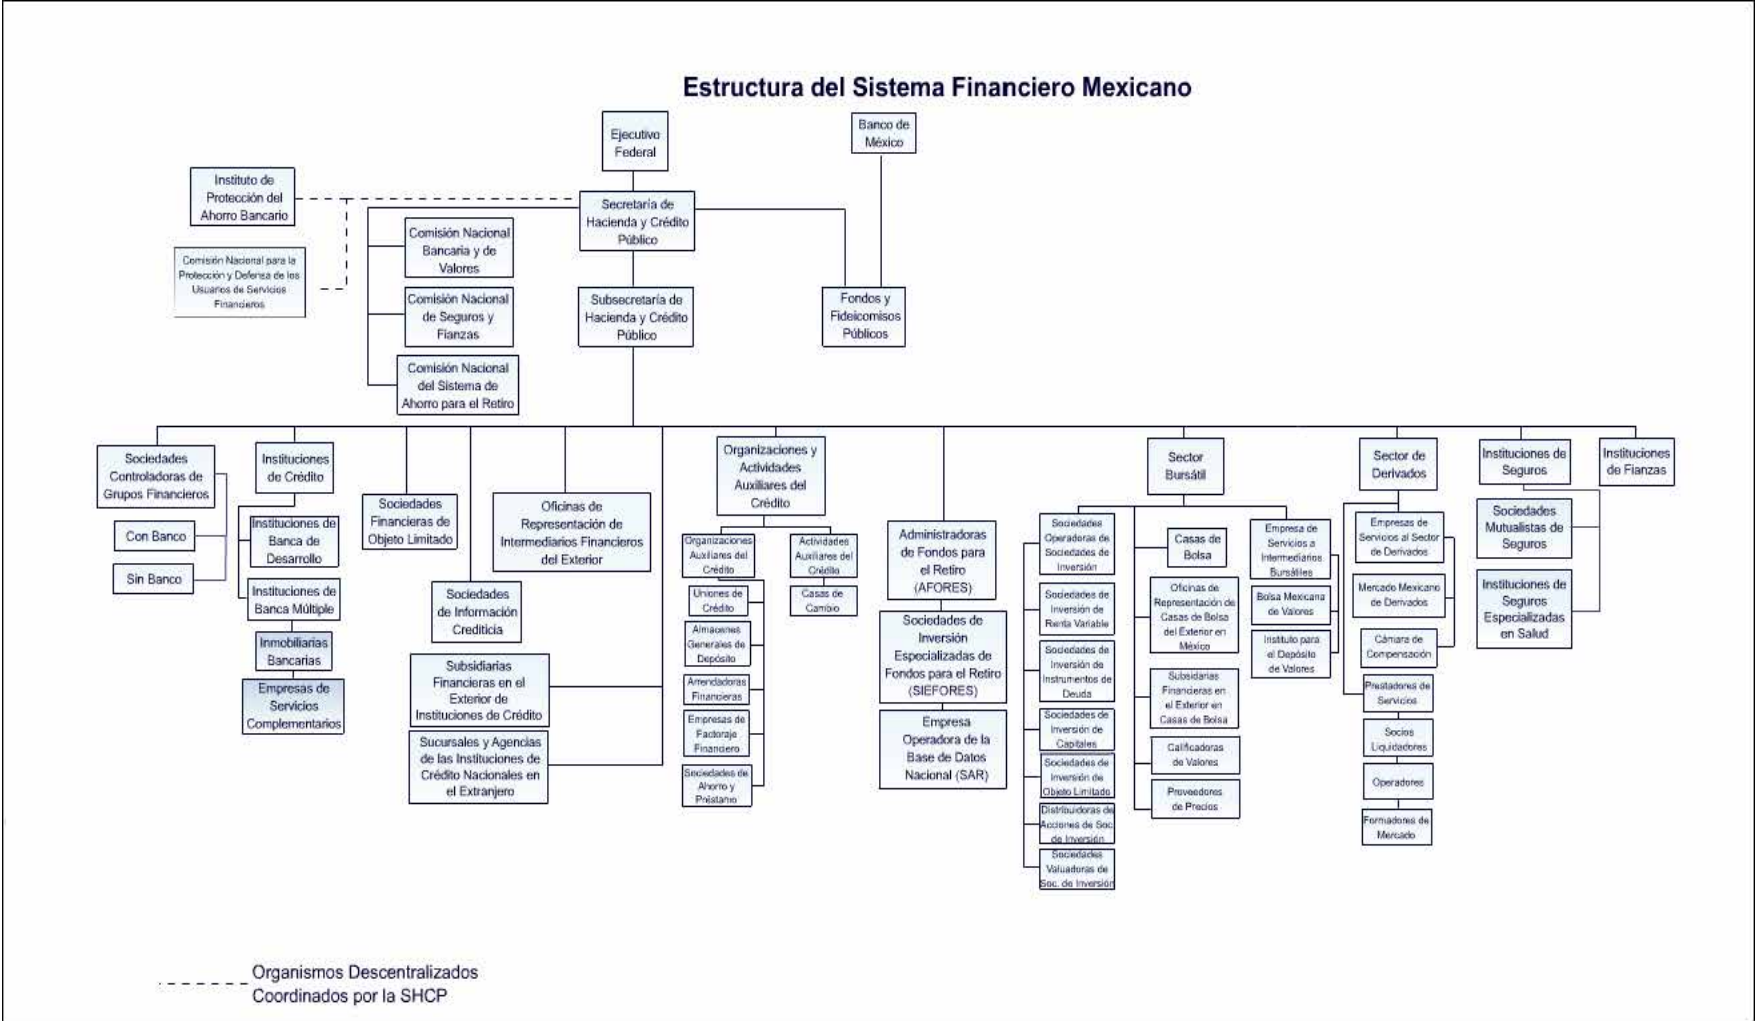 Estructura del Sistema Financiero Mexicano
Ejecutivo
Federal
Banco de
México
Instituto de
Protección del
Ahorro Bancario
Secretaría de
Hacienda y Crédito
Público
Comisión Nacional
Bancaria y de
Valores
Comisión Nacional para la
Protección y Defensa de los
Usuarios de Servicios
Financieros
Comisión Nacional
de Seguros y
Fianzas
Subsecretaría de
Hacienda y Crédito
Público
Fondos y
Fideicomisos
Públicos
Comisión Nacional
del Sistema de
Ahorro para el Retiro
Sociedades
Controladoras de
Grupos Financieros
Con Banco
Sin Banco
Instituciones
de Crédito
Instituciones de
Banca de
Desarrollo
Instituciones de
Banca Múltiple
Inmobiliarias
Bancarias
Empresas de
Servicios
Complementarios
Sociedades
Financieras de
Objeto Limitado
Sociedades
de Información
Crediticia
Oficinas de
Representación de
Intermediarios Financieros
del Exterior
Subsidiarias
Financieras en el
Exterior de
Instituciones de Crédito
Sucursales y Agencias
de las Instituciones de
Crédito Nacionales en
el Extranjero
Organizaciones y
Actividades
Auxiliares del
Crédito
Organizaciones
Auxiliares del
Crédito
Uniones de
Crédito
Almacenes
Generales de
Depósito
Arrendadoras
Financieras
Empresas de
Factoraje
Financiero
Sociedades de
Ahorro y
Préstamo
Actividades
Auxiliares del
Crédito
Casas de
Cambio
Administradoras
de Fondos para
el Retiro
(AFORES)
Sociedades de
Inversión
Especializadas de
Fondos para el Retiro
(SIEFORES)
Empresa
Operadora de la
Base de Datos
Nacional (SAR)
Sector
Bursátil
Sociedades
Operadoras de
Sociedades de
Inversión
Sociedades de
Inversión de
Renta Variable
Sociedades de
Inversión de
Instrumentos de
Deuda
Sociedades de
Inversión de
Capitales
Sociedades de
Inversión de
Objeto Limitado
Distribuidoras de
Acciones de Soc.
de Inversión
Sociedades
Valuadoras de
Soc. de Inversión
Casas de
Bolsa
Oficinas de
Representación de
Casas de Bolsa
del Exterior en
México
Subsidarias
Financieras en
el Exterior en
Casas de Bolsa
Calificadoras
de Valores
Proveedores
de Precios
Empresa de
Servicios a
Intermediarios
Bursátiles
Bolsa Mexicana
de Valores
Instituto para
el Depósito
de Valores
Sector de
Derivados
Empresas de
Servicios al Sector
de Derivados
Mercado Mexicano
de Derivados
Cámara de
Compensación
Prestadores de
Servicios
Socios
Liquidadores
Operadores
Formadores de
Mercado
Instituciones de
Seguros
Sociedades
Mutualistas de
Seguros
Instituciones de
Seguros
Especializadas
en Salud
Instituciones
de Fianzas
Organismos Descentralizados
Coordinados por la SHCP